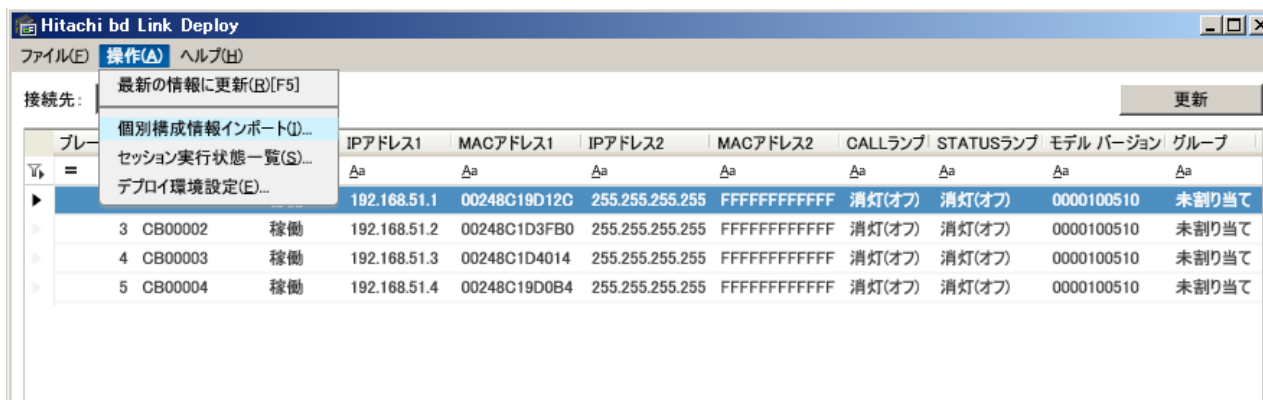 Hitachi bd Link Deploy
ファイル(F) 操作(A) ヘルプ(H)
最新の情報に更新(R)[F5]
接続先: 更新
個別構成情報インポート(I)...
ブレー IPアドレス1 MACアドレス1 IPアドレス2 MACアドレス2 CALLランプ STATUSランプ モデル バージョン グループ
セッション実行状態一覧(S)...
= Aa Aa Aa Aa Aa Aa Aa Aa
デプロイ環境設定(E)...
192.168.51.1 00248C19D12C 255.255.255.255 FFFFFFFFFFFF 消灯(オフ) 消灯(オフ) 0000100510 未割り当て
3 CB00002 稼働 192.168.51.2 00248C1D3FB0 255.255.255.255 FFFFFFFFFFFF 消灯(オフ) 消灯(オフ) 0000100510 未割り当て
4 CB00003 稼働 192.168.51.3 00248C1D4014 255.255.255.255 FFFFFFFFFFFF 消灯(オフ) 消灯(オフ) 0000100510 未割り当て
5 CB00004 稼働 192.168.51.4 00248C19D0B4 255.255.255.255 FFFFFFFFFFFF 消灯(オフ) 消灯(オフ) 0000100510 未割り当て